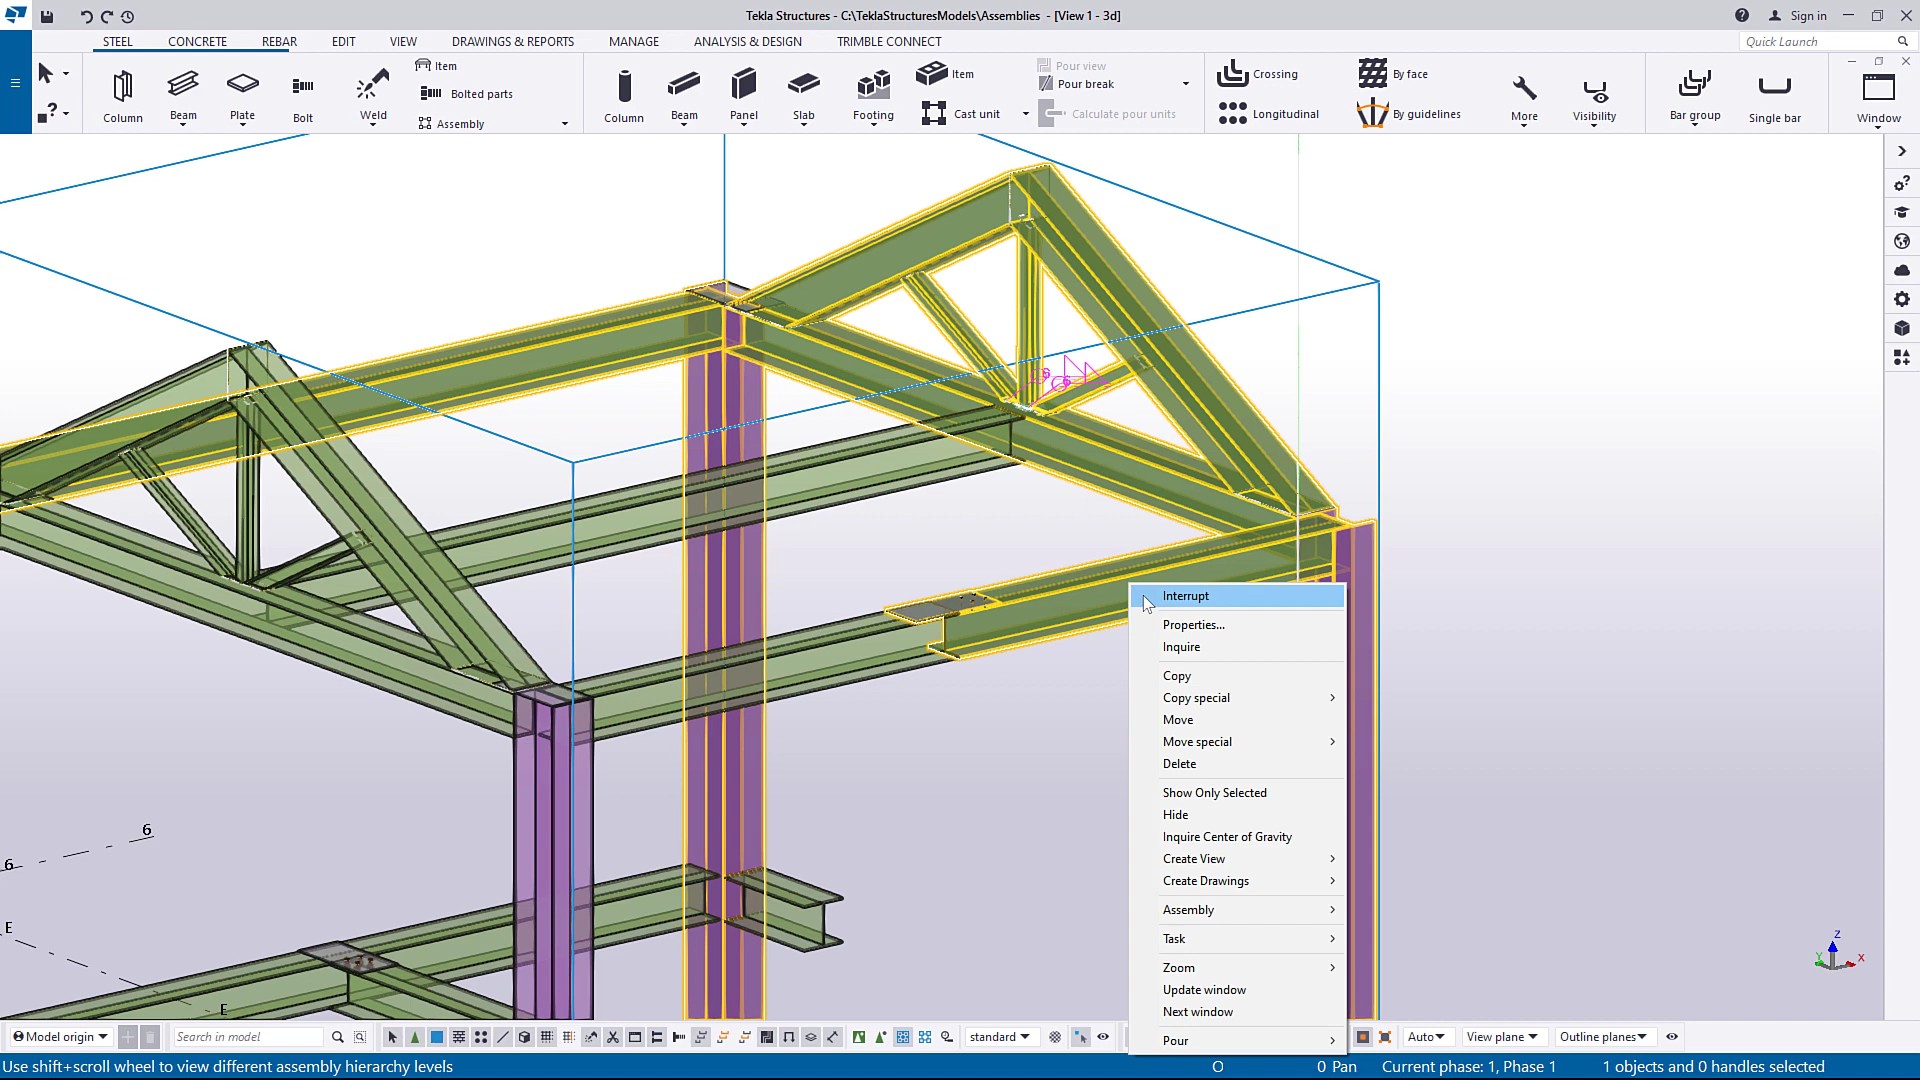 Tekla Structures - C:\TeklaStructuresModels\Assemblies - [View 1 - 3d]
Sign in
STEEL CONCRETE REBAR EDIT VIEW DRAWINGS & REPORTS MANAGE ANALYSIS & DESIGN TRIMBLE CONNECT
Quick Launch
Column
Beam
Plate
Bolt
Weld
Item
Bolted parts
Assembly
Column
Beam
Panel
Slab
Footing
Item
Cast unit
Pour view
Pour break
Calculate pour units
Crossing
Longitudinal
By face
By guidelines
More
Visibility
Bar group
Single bar
Window
6
6
E
E
Interrupt
Properties...
Inquire
Copy
Copy special
Move
Move special
Delete
Show Only Selected
Hide
Inquire Center of Gravity
Create View
Create Drawings
Assembly
Task
Zoom
Update window
Next window
Pour
Z
Y
X
Model origin
Search in model
standard
Auto
View plane
Outline planes
Use shift+scroll wheel to view different assembly hierarchy levels
O
0 Pan
Current phase: 1, Phase 1
1 objects and 0 handles selected